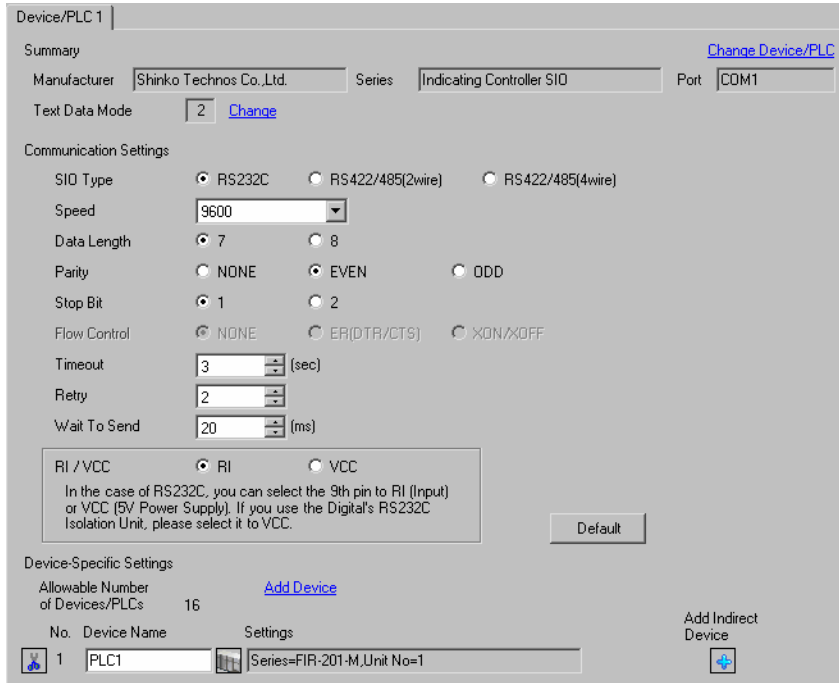 Device/PLC 1
Summary Change Device/PLC
Manufacturer Shinko Technos Co.,Ltd. Series Indicating Controller SIO Port COM1
Text Data Mode 2 Change
Communication Settings
SIO Type RS232C RS422/485(2wire) RS422/485(4wire)
Speed 9600
Data Length 7 8
Parity NONE EVEN ODD
Stop Bit 1 2
Flow Control NONE ER(DTR/CTS) XON/XOFF
Timeout 3 (sec)
Retry 2
Wait To Send 20 (ms)
RI / VCC RI VCC
In the case of RS232C, you can select the 9th pin to RI (Input)
or VCC (5V Power Supply). If you use the Digital's RS232C
Isolation Unit, please select it to VCC.
Default
Device-Specific Settings
Allowable Number Add Device
of Devices/PLCs 16
Add Indirect
No. Device Name Settings Device
1 PLC1 Series=FIR-201-M,Unit No=1